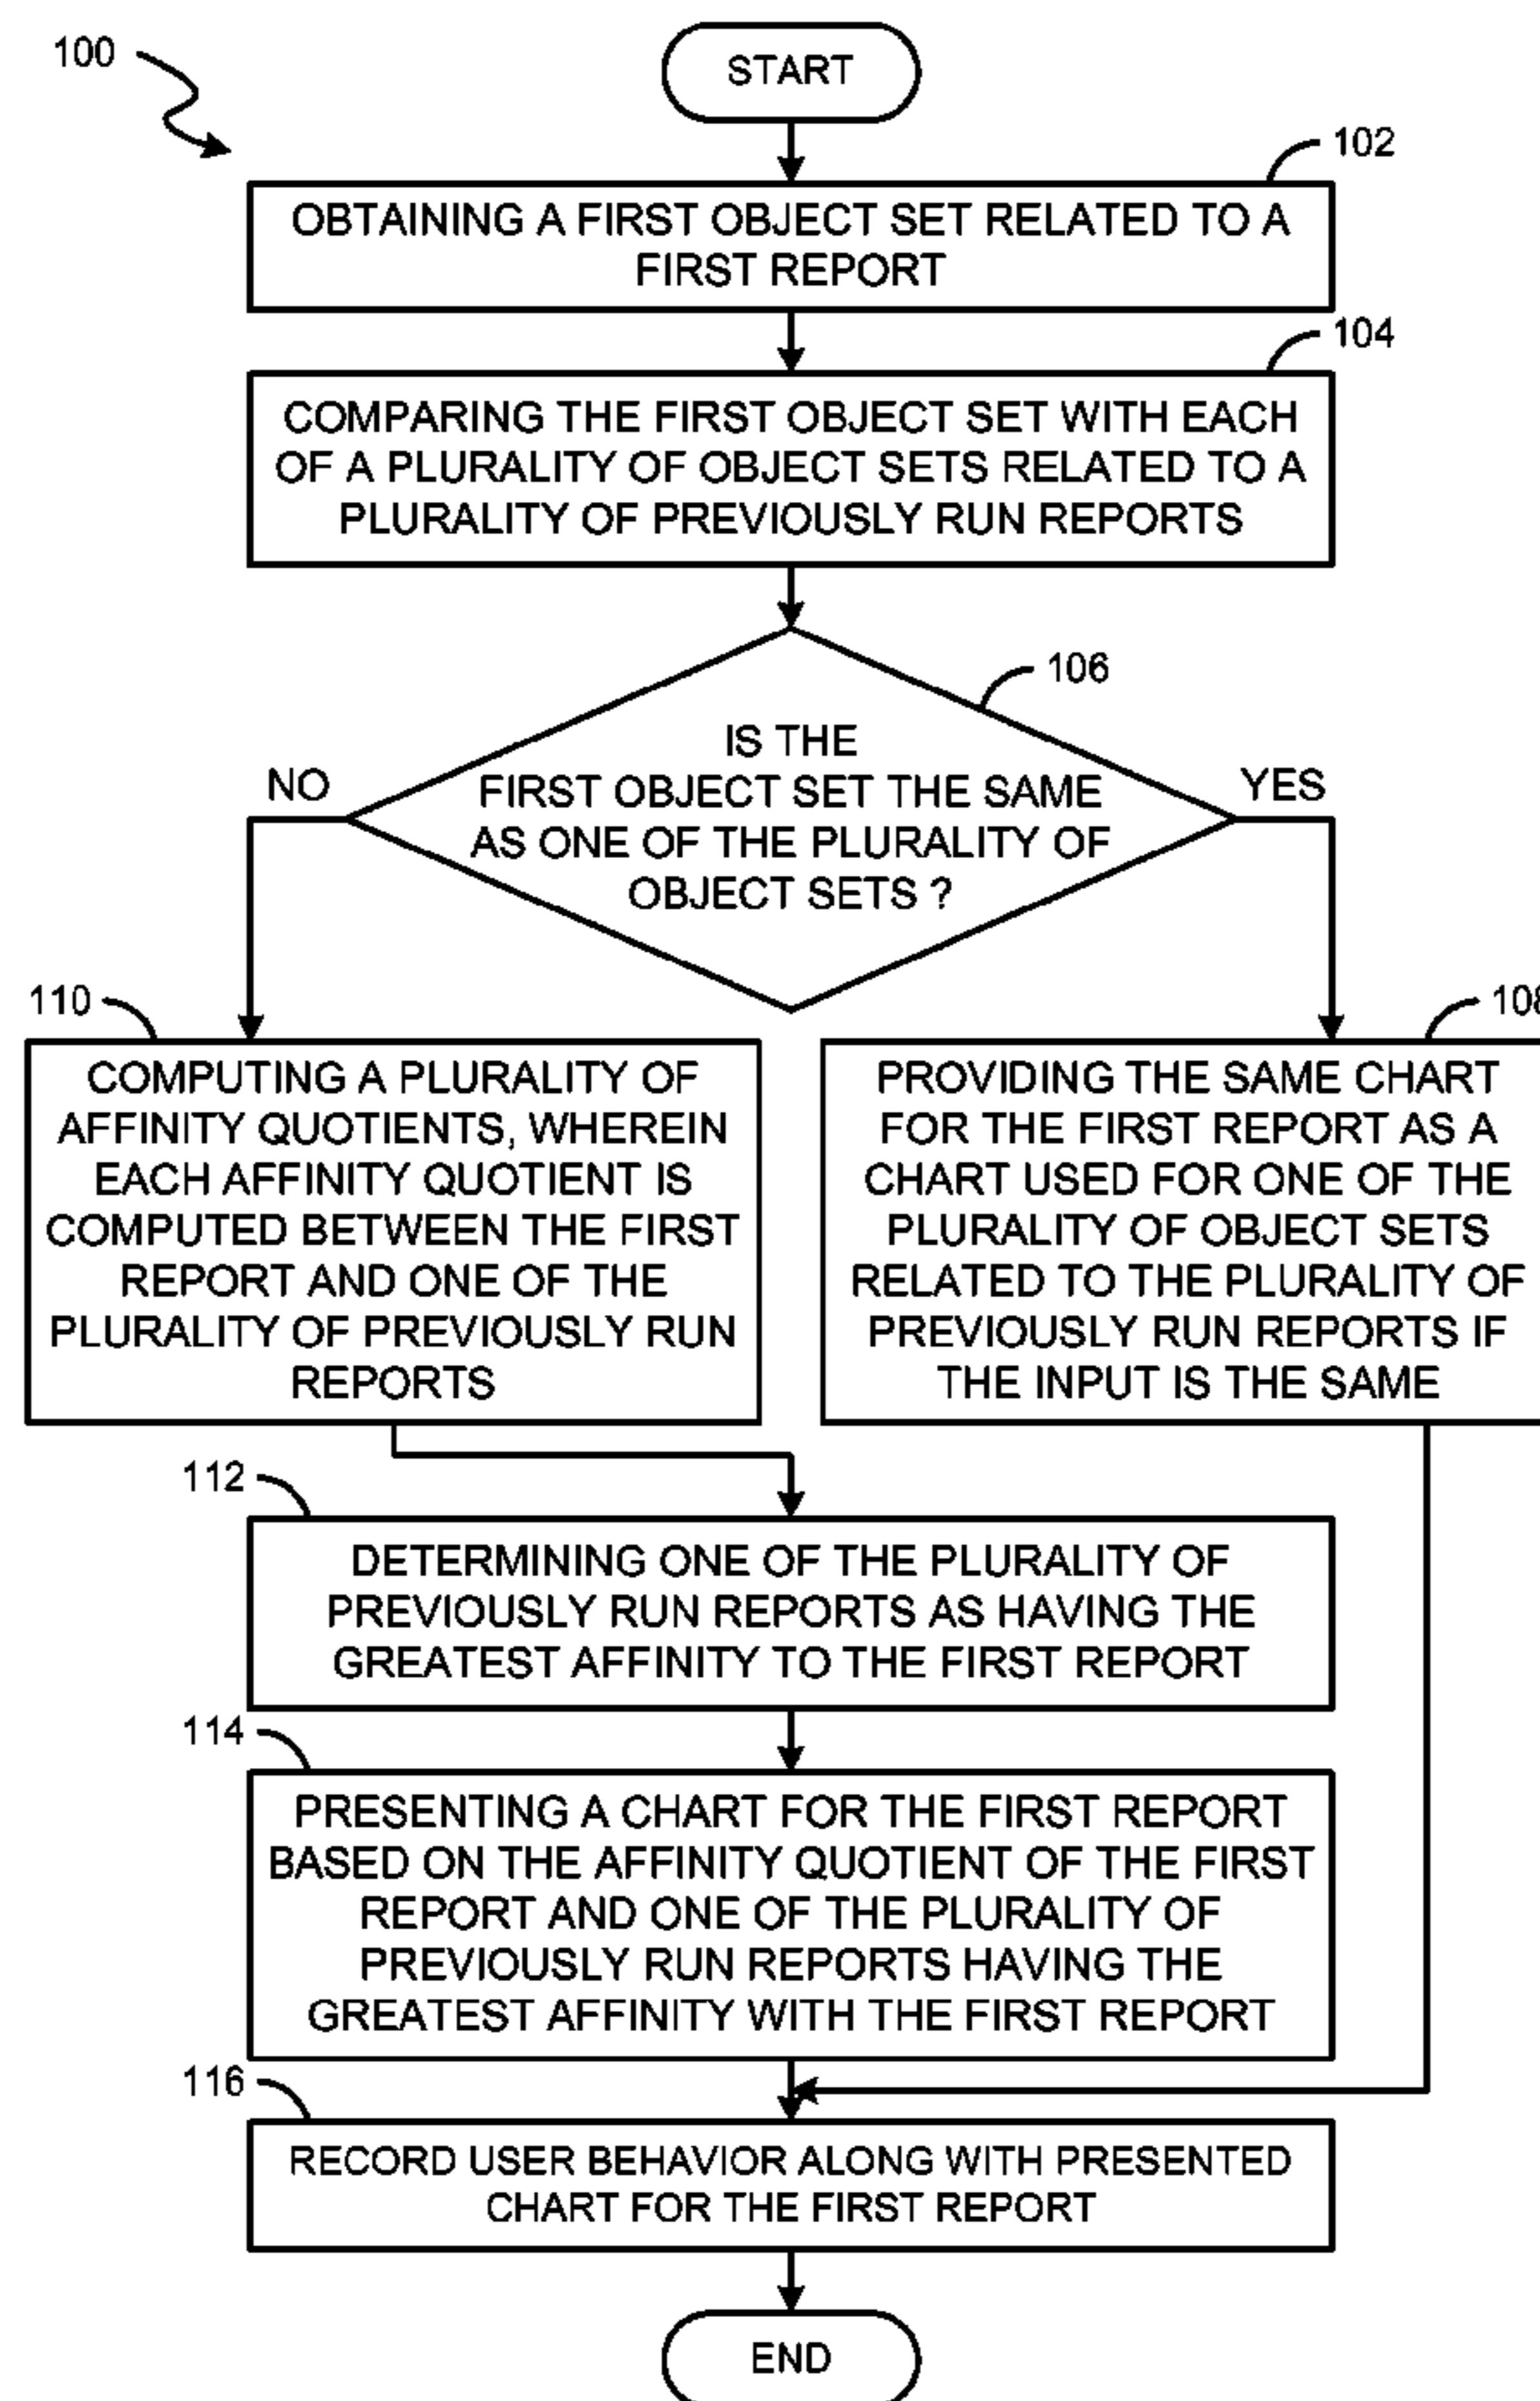 100
START
102
OBTAINING A FIRST OBJECT SET RELATED TO A
FIRST REPORT
104
COMPARING THE FIRST OBJECT SET WITH EACH
OF A PLURALITY OF OBJECT SETS RELATED TO A
PLURALITY OF PREVIOUSLY RUN REPORTS
106
IS THE
FIRST OBJECT SET THE SAME
AS ONE OF THE PLURALITY OF
OBJECT SETS ?
NO
YES
110
COMPUTING A PLURALITY OF
AFFINITY QUOTIENTS, WHEREIN
EACH AFFINITY QUOTIENT IS
COMPUTED BETWEEN THE FIRST
REPORT AND ONE OF THE
PLURALITY OF PREVIOUSLY RUN
REPORTS
108
PROVIDING THE SAME CHART
FOR THE FIRST REPORT AS A
CHART USED FOR ONE OF THE
PLURALITY OF OBJECT SETS
RELATED TO THE PLURALITY OF
PREVIOUSLY RUN REPORTS IF
THE INPUT IS THE SAME
112
DETERMINING ONE OF THE PLURALITY OF
PREVIOUSLY RUN REPORTS AS HAVING THE
GREATEST AFFINITY TO THE FIRST REPORT
114
PRESENTING A CHART FOR THE FIRST REPORT
BASED ON THE AFFINITY QUOTIENT OF THE FIRST
REPORT AND ONE OF THE PLURALITY OF
PREVIOUSLY RUN REPORTS HAVING THE
GREATEST AFFINITY WITH THE FIRST REPORT
116
RECORD USER BEHAVIOR ALONG WITH PRESENTED
CHART FOR THE FIRST REPORT
END